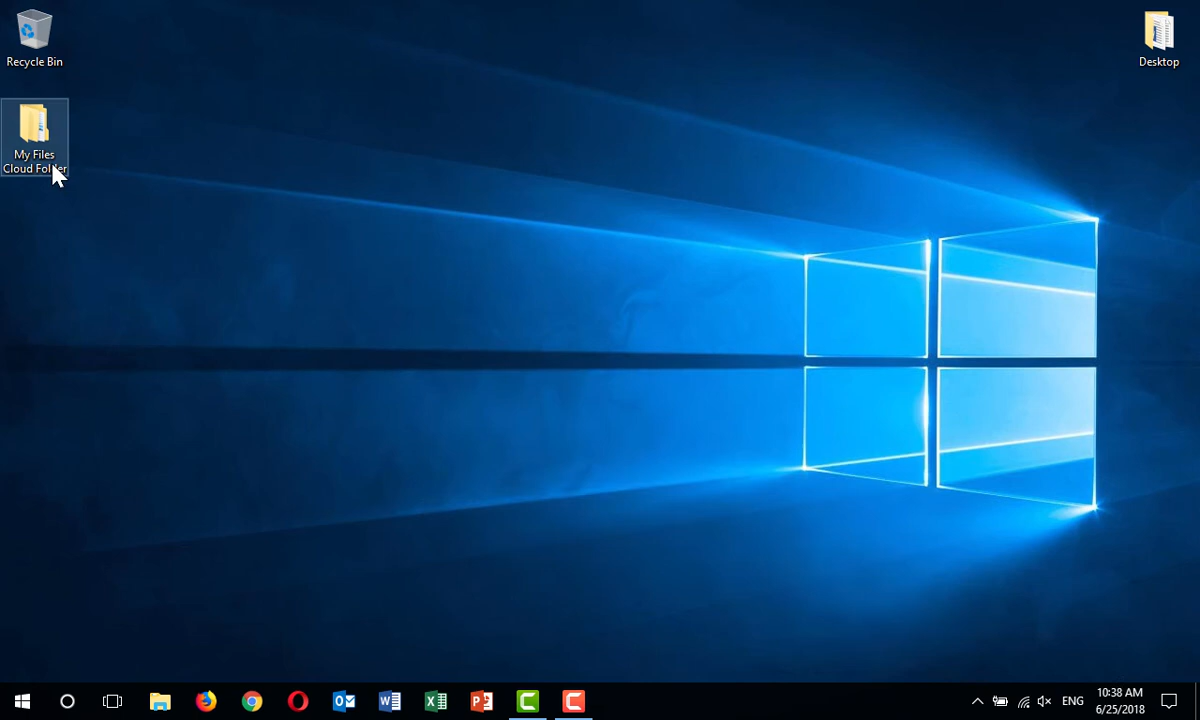 Recycle Bin
Desktop
My Files
Cloud Folder
ENG
10:38 AM
6/25/2018